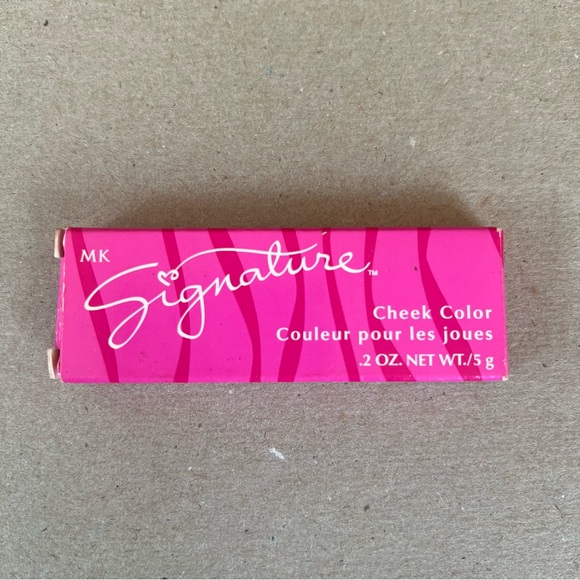 MK
Signature™
Cheek Color
Couleur pour les joues
.2 OZ. NET WT./5 g